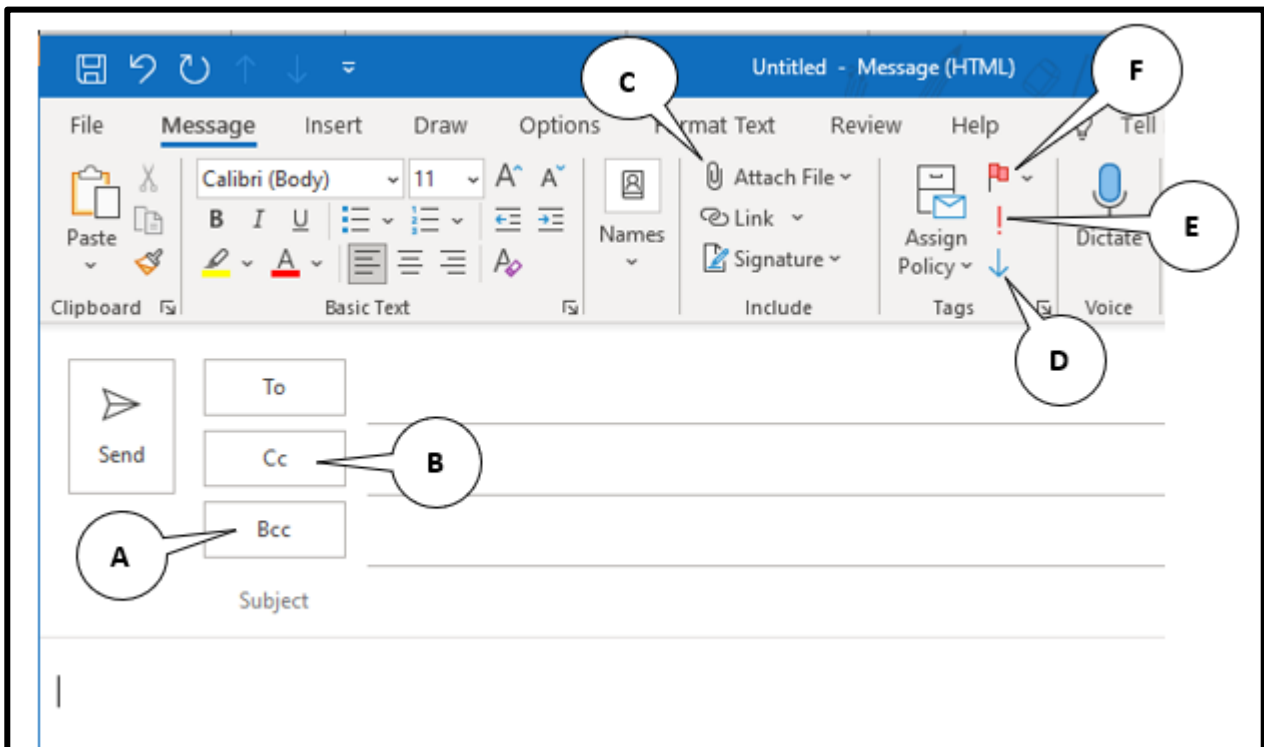 Untitled - Message (HTML)
C
F
File Message Insert Draw Options Format Text Review Help Tell
Calibri (Body) 11 A A
Attach File
B I U
Link
E
Paste
Names
Assign
Policy
Dictate
A A
Signature
Clipboard Basic Text Include Tags Voice
D
To
Send
Cc
B
Bcc
A
Subject